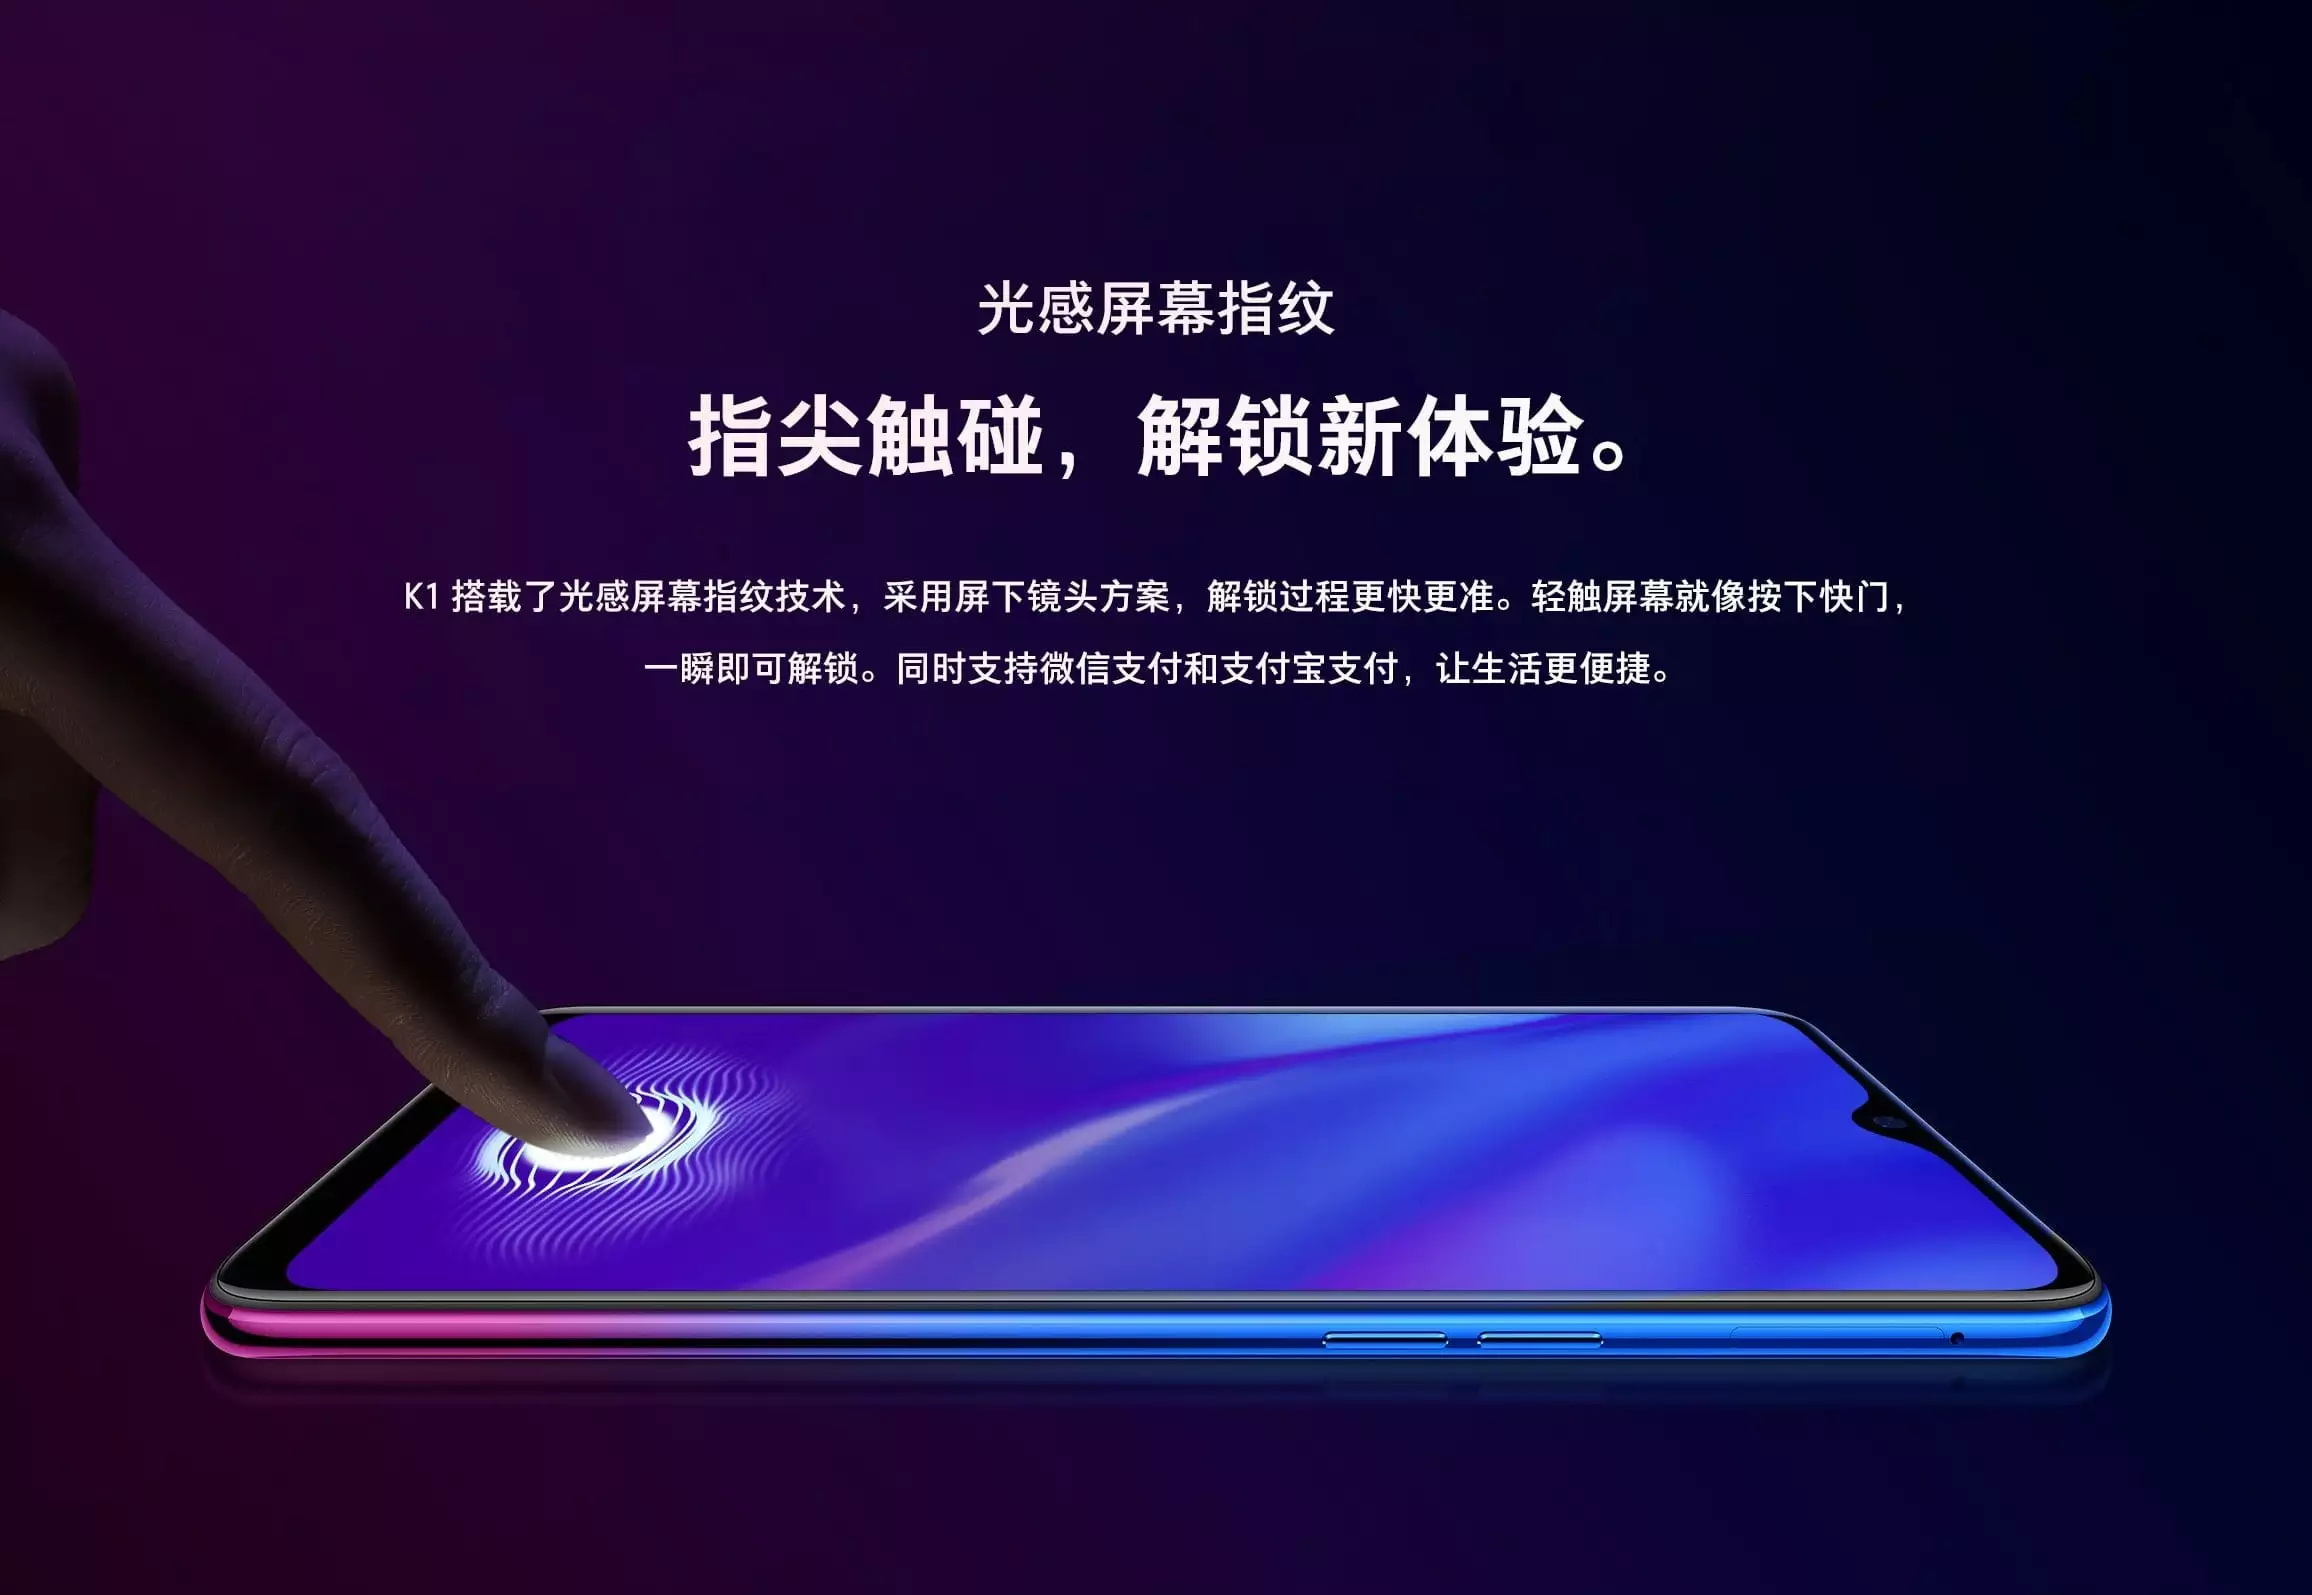 光感屏幕指纹
指尖触碰，解锁新体验。
K1 搭载了光感屏幕指纹技术，采用屏下镜头方案，解锁过程更快更准。轻触屏幕就像按下快门，
一瞬即可解锁。同时支持微信支付和支付宝支付，让生活更便捷。